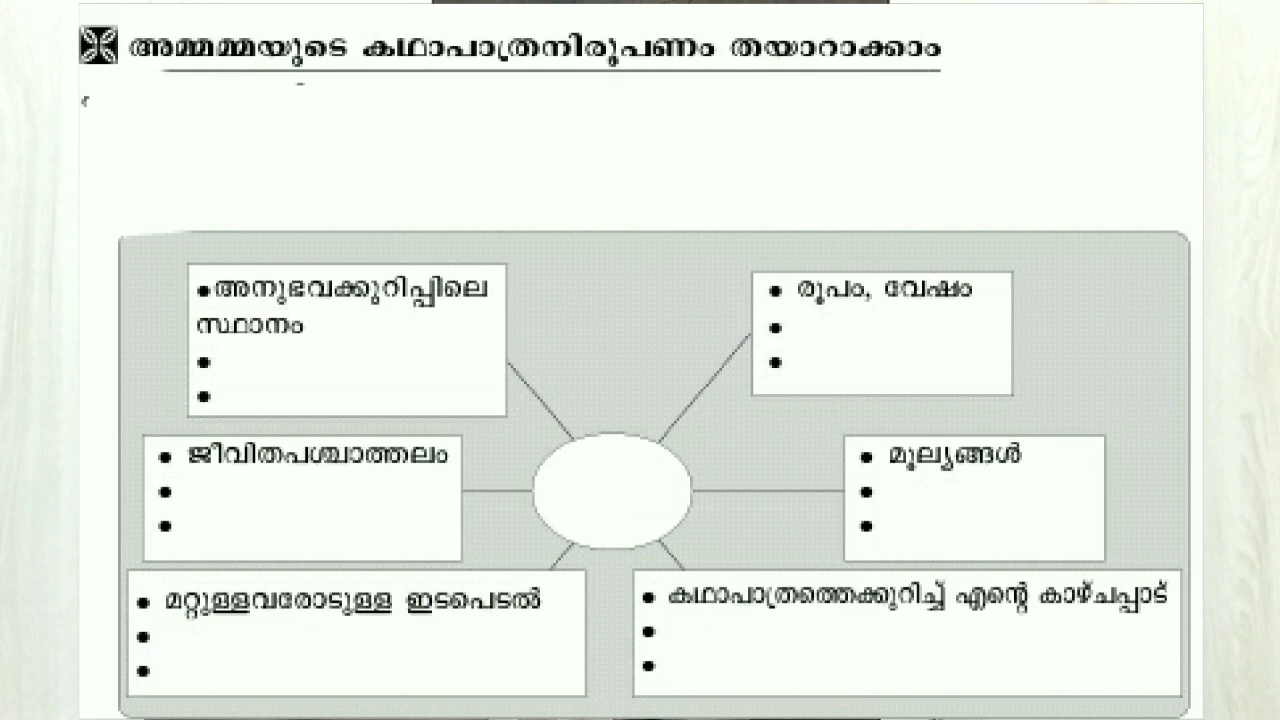 അമ്മമ്മയുടെ കഥാപാത്രനിരൂപണം തയാറാക്കാം
•അനുഭവക്കുറിപ്പിലെ
സ്ഥാനം
•
•
• രൂപം, വേഷം
•
•
• ജീവിതപശ്ചാത്തലം
•
•
• മൂല്യങ്ങൾ
•
•
• മറ്റുള്ളവരോടുള്ള ഇടപെടൽ
•
•
• കഥാപാത്രത്തെക്കുറിച്ച് എന്റെ കാഴ്ചപ്പാട്
•
•